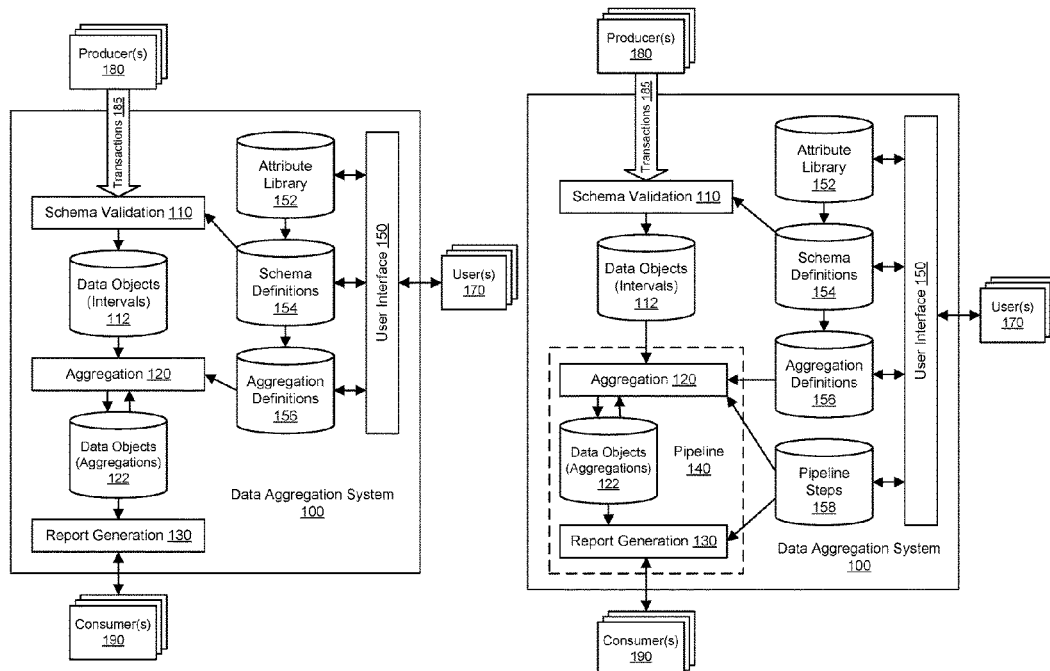 Producer(s)
180
Transactions 185
Schema Validation 110
Data Objects
(Intervals)
112
Aggregation 120
Data Objects
(Aggregations)
122
Report Generation 130
Consumer(s)
190
Attribute
Library
152
Schema
Definitions
154
Aggregation
Definitions
156
User Interface 150
User(s)
170
Data Aggregation System
100
Producer(s)
180
Transactions 185
Schema Validation 110
Data Objects
(Intervals)
112
Aggregation 120
Data Objects
(Aggregations)
122
Pipeline
140
Report Generation 130
Consumer(s)
190
Attribute
Library
152
Schema
Definitions
154
Aggregation
Definitions
156
Pipeline
Steps
158
User Interface 150
User(s)
170
Data Aggregation System
100